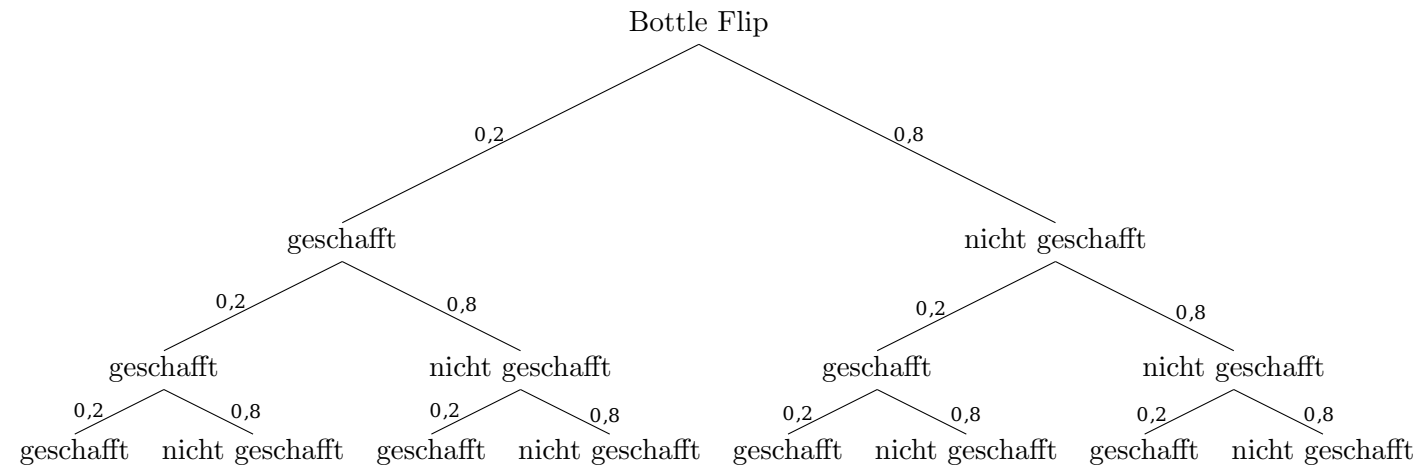 Bottle Flip
0,2 0,8
geschafft nicht geschafft
0,2 0,8 0,2 0,8
geschafft nicht geschafft geschafft nicht geschafft
0,2 0,8 0,2 0,8 0,2 0,8 0,2 0,8
geschafft nicht geschafft geschafft nicht geschafft geschafft nicht geschafft geschafft nicht geschafft